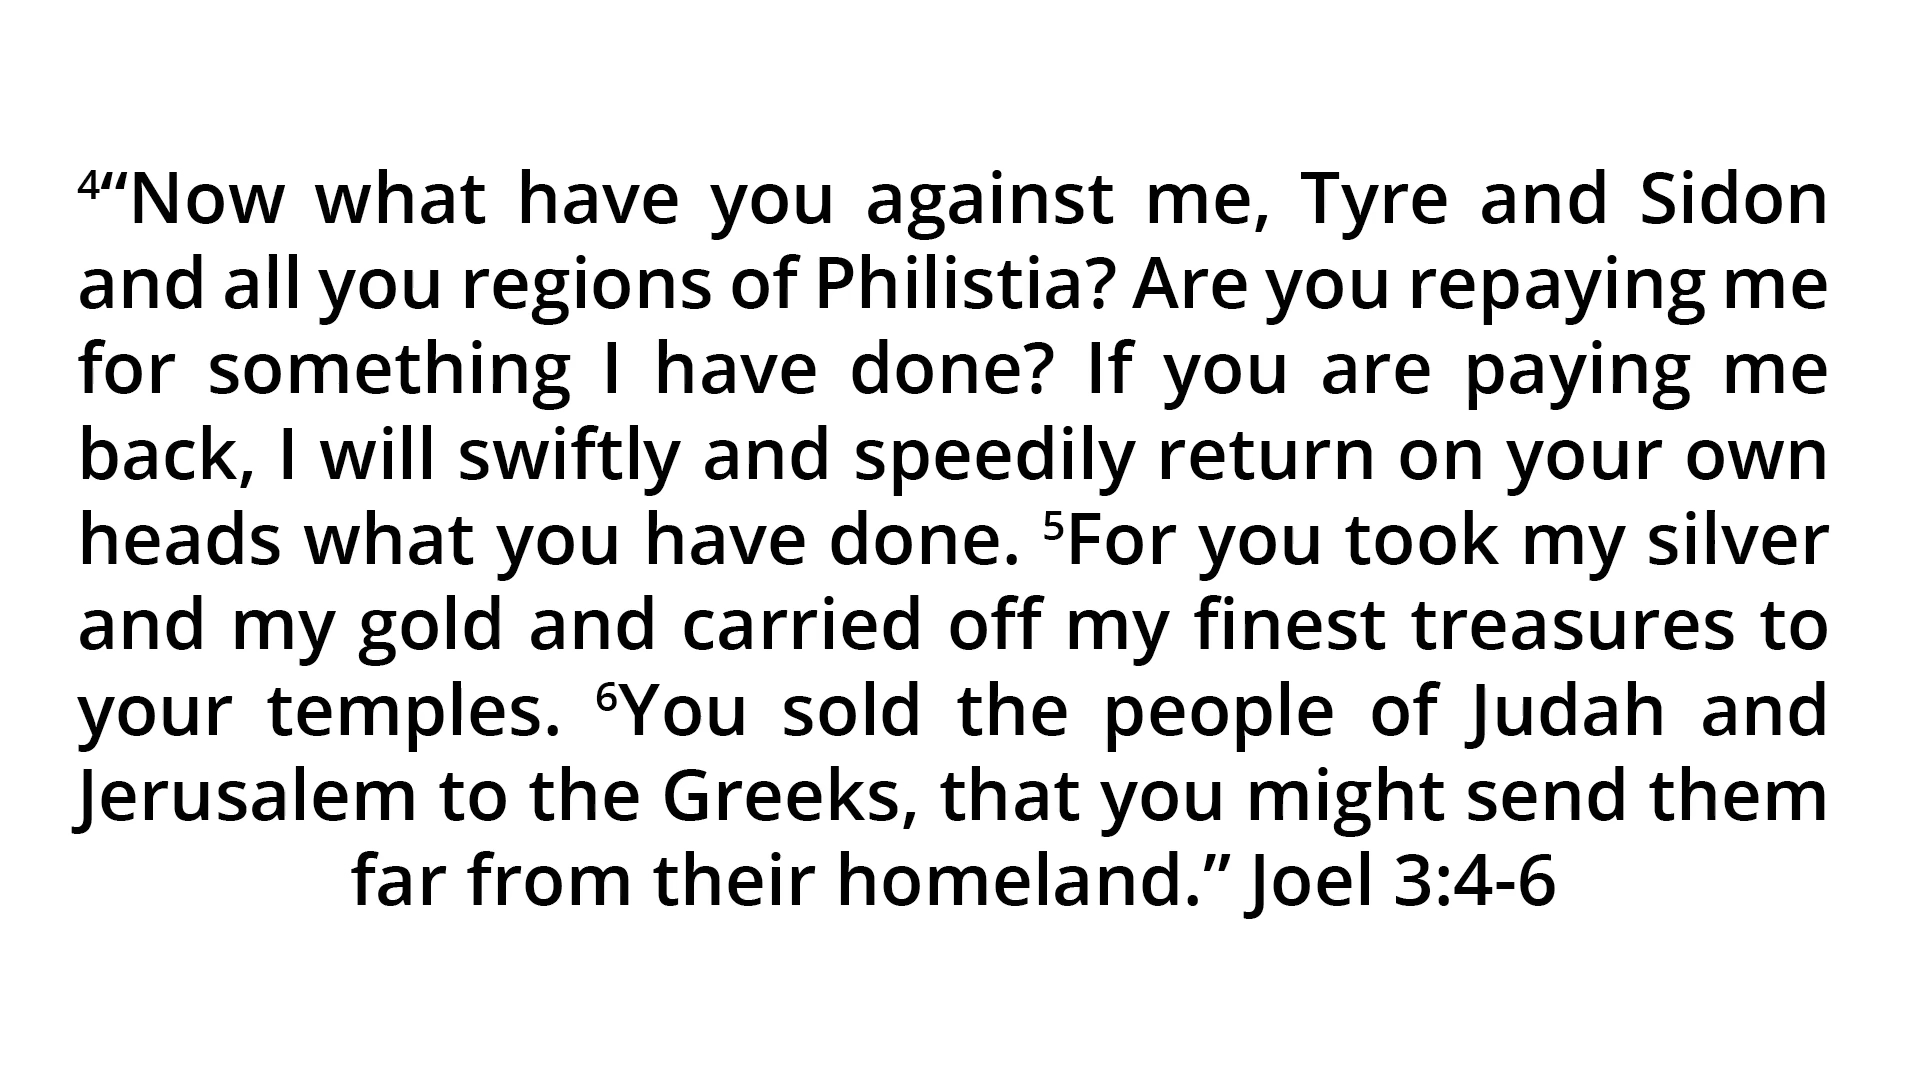 ⁴“Now what have you against me, Tyre and Sidon
and all you regions of Philistia? Are you repaying me
for something I have done? If you are paying me
back, I will swiftly and speedily return on your own
heads what you have done. ⁵For you took my silver
and my gold and carried off my finest treasures to
your temples. ⁶You sold the people of Judah and
Jerusalem to the Greeks, that you might send them
far from their homeland.” Joel 3:4-6